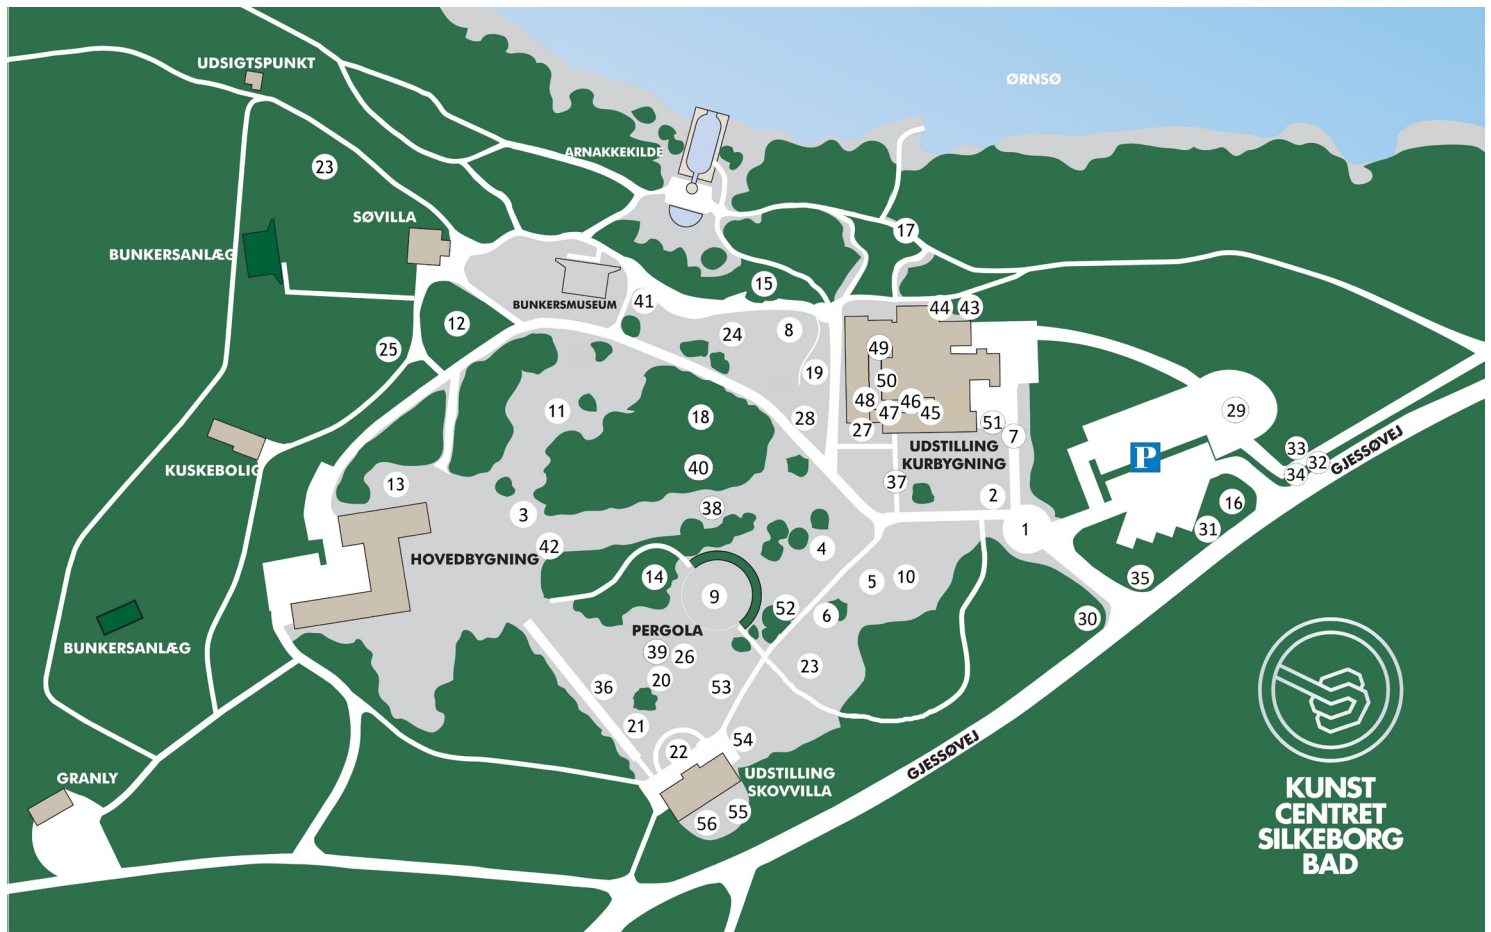 ØRNSØ
UDSIGTSPUNKT
ARNAKKEKILDE
23
SØVILLA
17
BUNKERSANLÆG
15
BUNKERSMUSEUM
41
44
43
12
24
8
25
49
19
50
11
18
28
48
46
47
45
29
27
51
7
UDSTILLING
KURBYGNING
GJESSØVEJ
33
32
34
P
KUSKEBOLIG
40
13
37
2
16
3
38
1
31
42
4
HOVEDBYGNING
14
5
10
35
9
52
6
30
PERGOLA
BUNKERSANLÆG
39
26
23
20
36
53
21
54
22
GJESSØVEJ
GRANLY
UDSTILLING
SKOVVILLA
55
56
KUNST
CENTRET
SILKEBORG
BAD